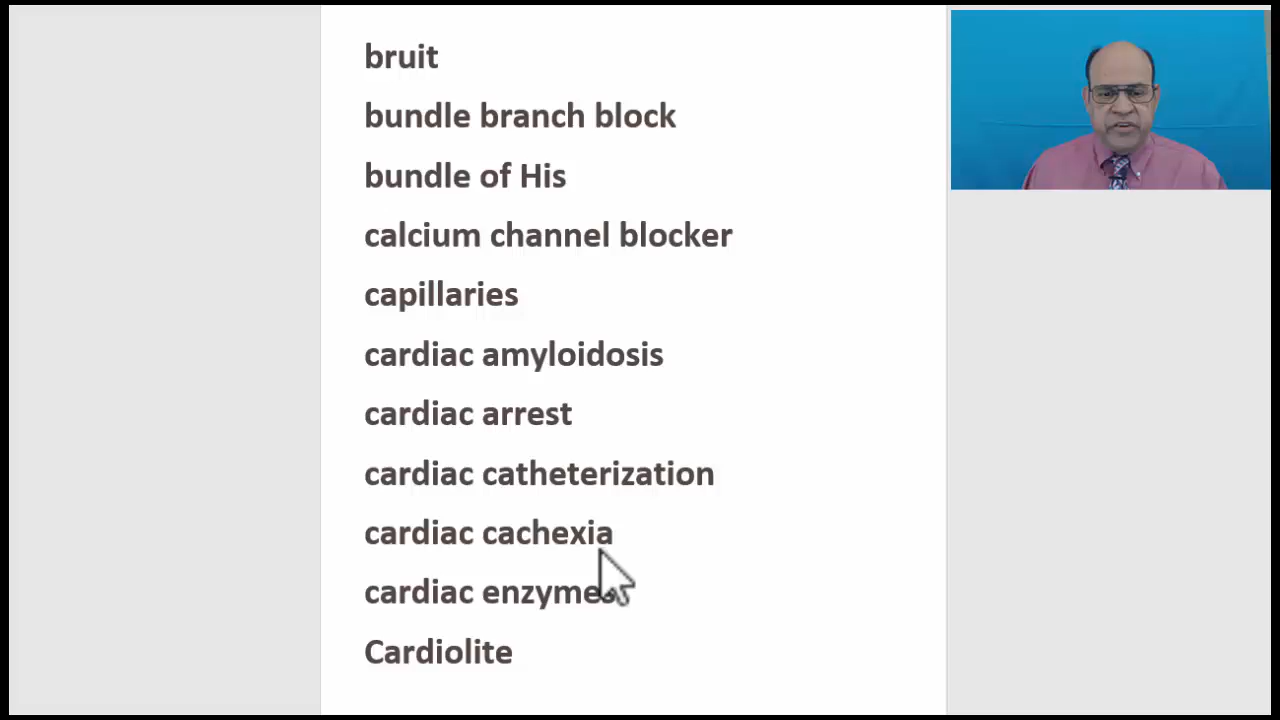 bruit
bundle branch block
bundle of His
calcium channel blocker
capillaries
cardiac amyloidosis
cardiac arrest
cardiac catheterization
cardiac cachexia
cardiac enzymes
Cardiolite